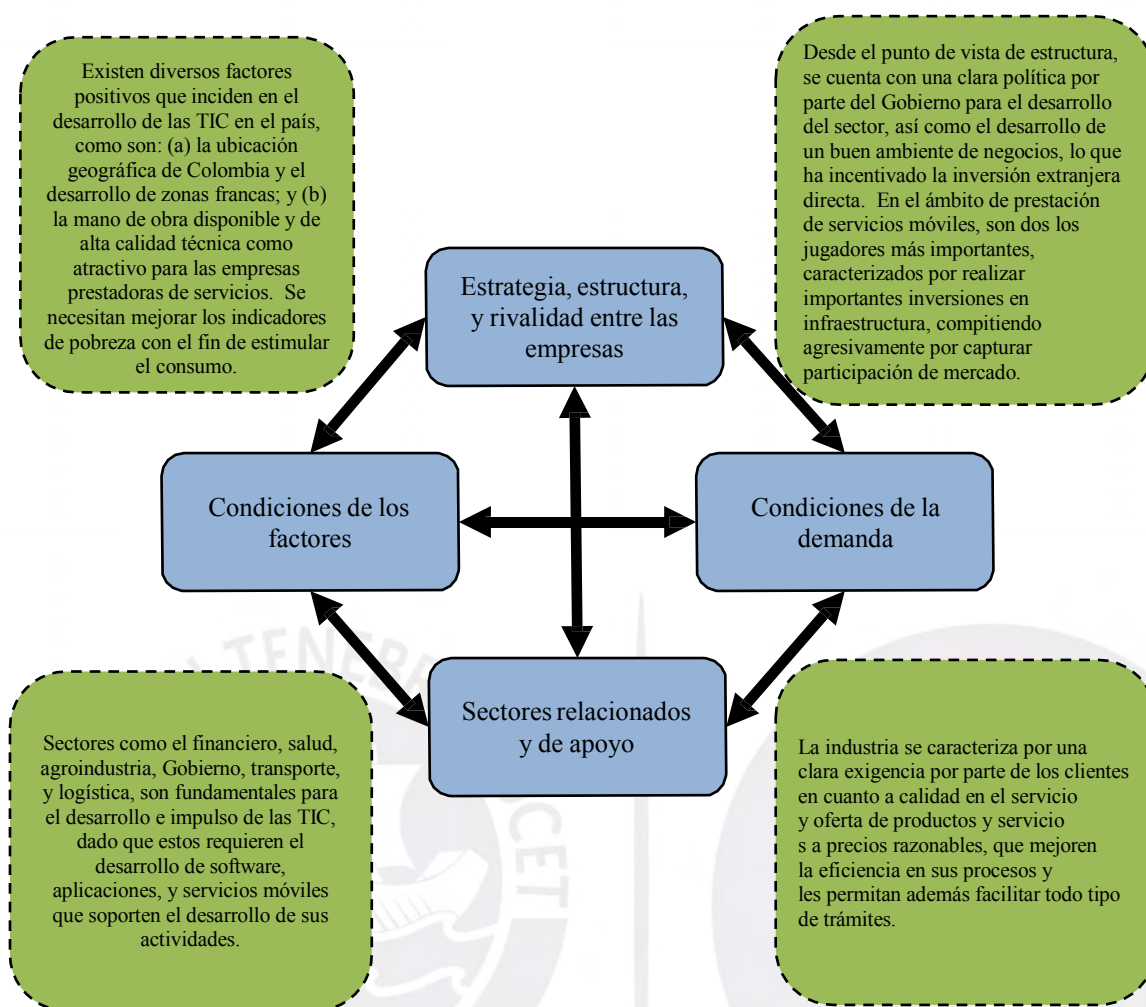 Existen diversos factores
positivos que inciden en el
desarrollo de las TIC en el país,
como son: (a) la ubicación
geográfica de Colombia y el
desarrollo de zonas francas; y (b)
la mano de obra disponible y de
alta calidad técnica como
atractivo para las empresas
prestadoras de servicios. Se
necesitan mejorar los indicadores
de pobreza con el fin de estimular
el consumo.
Desde el punto de vista de estructura,
se cuenta con una clara política por
parte del Gobierno para el desarrollo
del sector, así como el desarrollo de
un buen ambiente de negocios, lo que
ha incentivado la inversión extranjera
directa. En el ámbito de prestación
de servicios móviles, son dos los
jugadores más importantes,
caracterizados por realizar
importantes inversiones en
infraestructura, compitiendo
agresivamente por capturar
participación de mercado.
Estrategia, estructura,
y rivalidad entre las
empresas
Condiciones de los
factores
Condiciones de la
demanda
Sectores relacionados
y de apoyo
Sectores como el financiero, salud,
agroindustria, Gobierno, transporte,
y logística, son fundamentales para
el desarrollo e impulso de las TIC,
dado que estos requieren el
desarrollo de software,
aplicaciones, y servicios móviles
que soporten el desarrollo de sus
actividades.
La industria se caracteriza por una
clara exigencia por parte de los clientes
en cuanto a calidad en el servicio
y oferta de productos y servicio
s a precios razonables, que mejoren
la eficiencia en sus procesos y
les permitan además facilitar todo tipo
de trámites.